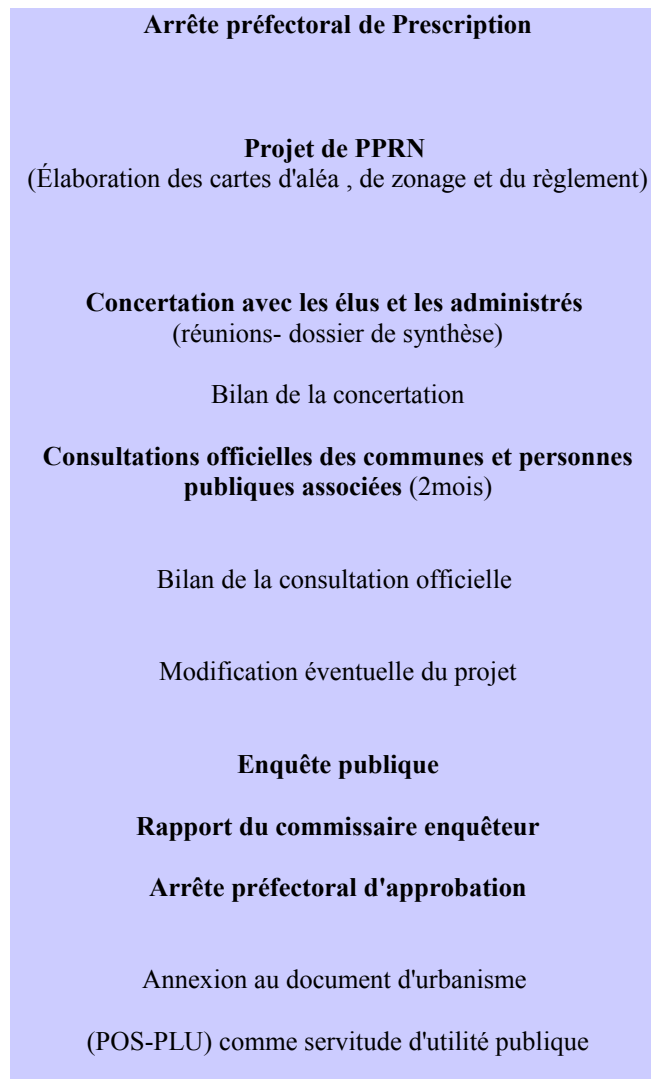 Arrête préfectoral de Prescription
Projet de PPRN
(Élaboration des cartes d'aléa , de zonage et du règlement)
Concertation avec les élus et les administrés
(réunions- dossier de synthèse)
Bilan de la concertation
Consultations officielles des communes et personnes
publiques associées (2mois)
Bilan de la consultation officielle
Modification éventuelle du projet
Enquête publique
Rapport du commissaire enquêteur
Arrête préfectoral d'approbation
Annexion au document d'urbanisme
(POS-PLU) comme servitude d'utilité publique